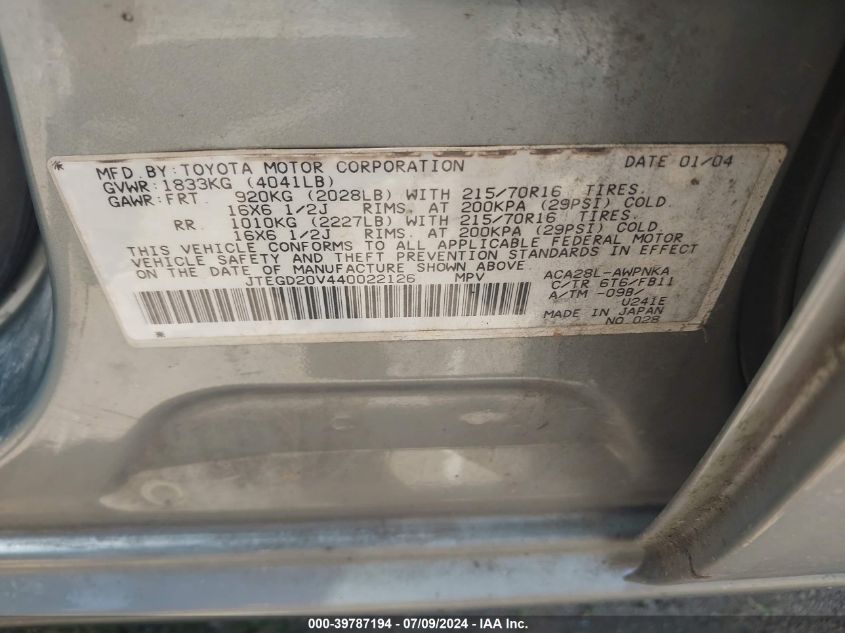 MFD.BY:TOYOTA MOTOR CORPORATION DATE 01/04
GVWR:1833KG (4041LB)
GAWR:FRT. 920KG (2028LB) WITH 215/70R16 TIRES.
16X6 1/2J RIMS. AT 200KPA (29PSI) COLD.
RR 1010KG (2227LB) WITH 215/70R16 TIRES.
16X6 1/2J RIMS. AT 200KPA (29PSI) COLD.
THIS VEHICLE CONFORMS TO ALL APPLICABLE FEDERAL MOTOR
VEHICLE SAFETY AND THEFT PREVENTION STANDARDS IN EFFECT
ON THE DATE OF MANUFACTURE SHOWN ABOVE.
JTEGD20V440022126 MPV
ACA28L-AWPNKA
C/TR 6T6/FB11
A/TM -09B/
U241E
MADE IN JAPAN
NO.028
000-39787194 - 07/09/2024 - IAA Inc.